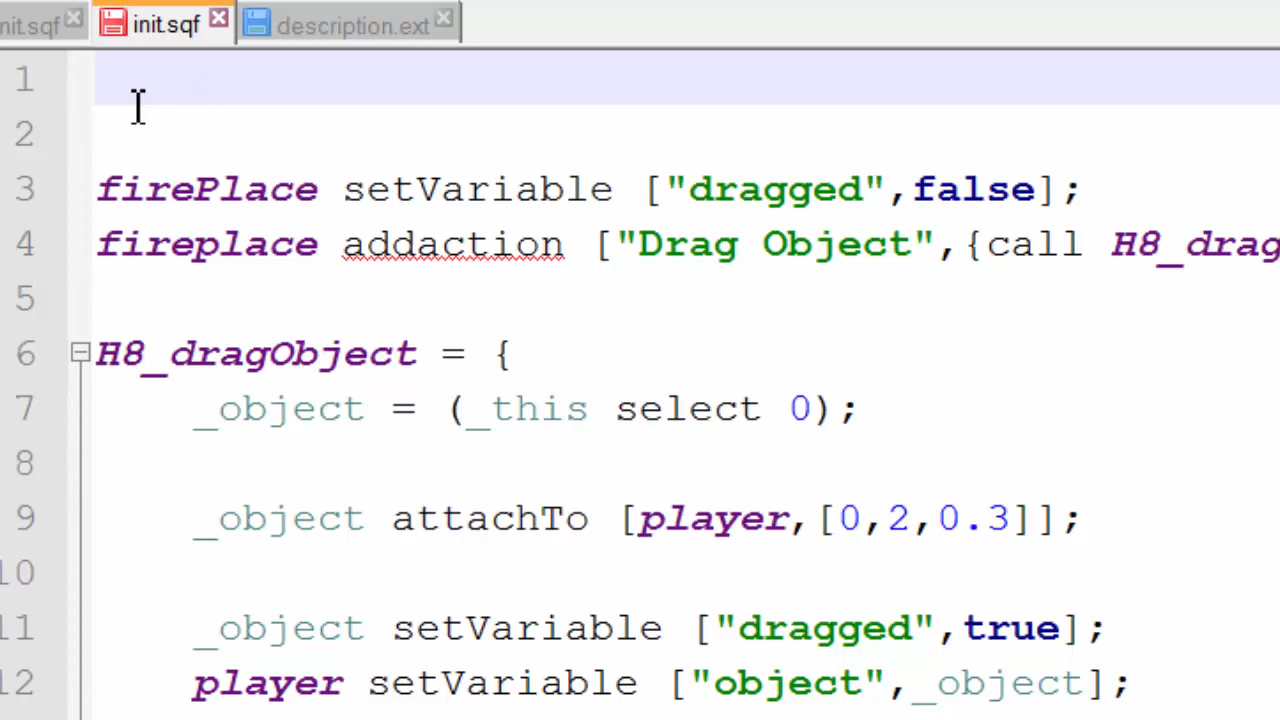 nit.sqf init.sqf description.ext
1
2
3 firePlace setVariable ["dragged",false];
4 fireplace addaction ["Drag Object",{call H8_drag
5
6 H8_dragObject = {
7 _object = (_this select 0);
8
9 _object attachTo [player,[0,2,0.3]];
10
11 _object setVariable ["dragged",true];
12 player setVariable ["object",_object];